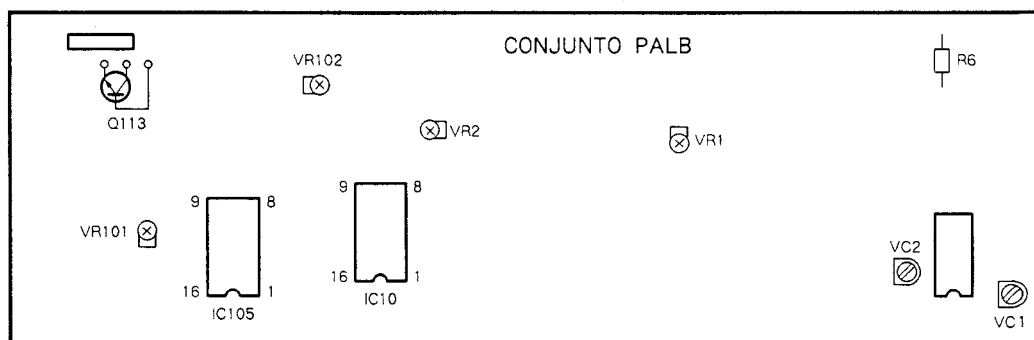 CONJUNTO PALB
R6
VR102
Q113
VR2
VR1
9 8
9 8
VR101
VC2
16 1
16 1
IC105
IC10
VC1